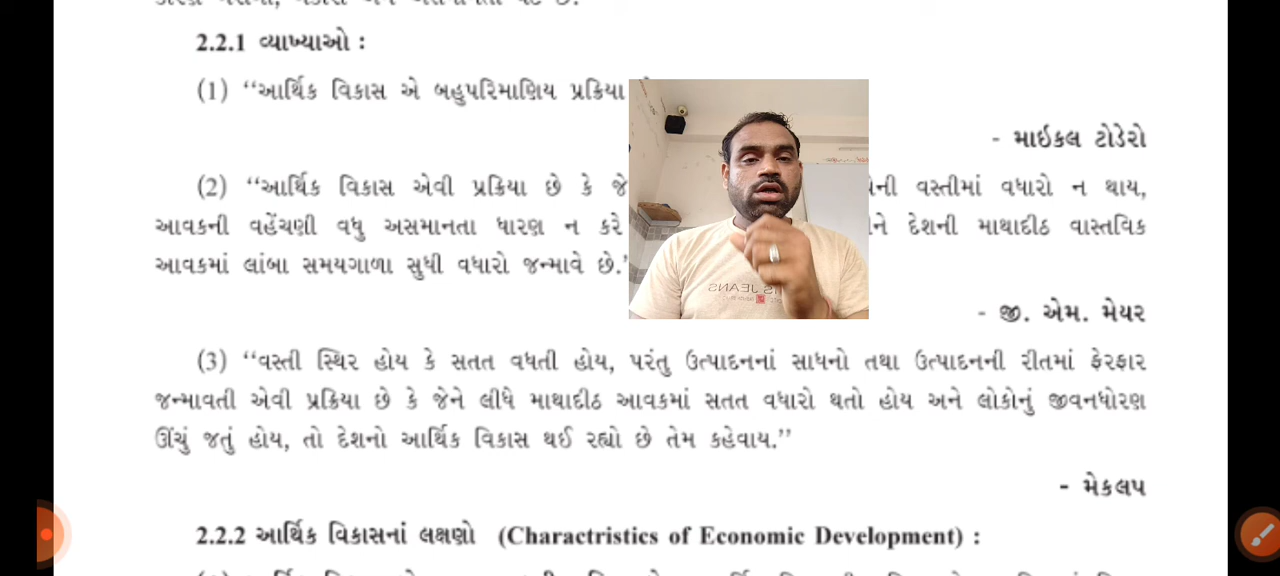 2.2.1 વ્યાખ્યાઓ :
(1) “આર્થિક વિકાસ એ બહુપરિમાણિય પ્રક્રિયા
- માઇકલ ટોડેરો
(2) “આર્થિક વિકાસ એવી પ્રક્રિયા છે કે જે વસ્તીમાં વધારો ન થાય,
આવકની વહેંચણી વધુ અસમાનતા ધારણ ન કરે દેશની માથાદીઠ વાસ્તવિક
આવકમાં લાંબા સમયગાળા સુધી વધારો જન્માવે છે.’
- જી. એમ. મેયર
(3) “વસ્તી સ્થિર હોય કે સતત વધતી હોય, પરંતુ ઉત્પાદનનાં સાધનો તથા ઉત્પાદનની રીતમાં ફેરફાર
જન્માવતી એવી પ્રક્રિયા છે કે જેને લીધે માથાદીઠ આવકમાં સતત વધારો થતો હોય અને લોકોનું જીવનધોરણ
ઊંચું જતું હોય, તો દેશનો આર્થિક વિકાસ થઈ રહ્યો છે તેમ કહેવાય.”
- મેકલપ
2.2.2 આર્થિક વિકાસનાં લક્ષણો (Charactristics of Economic Development) :